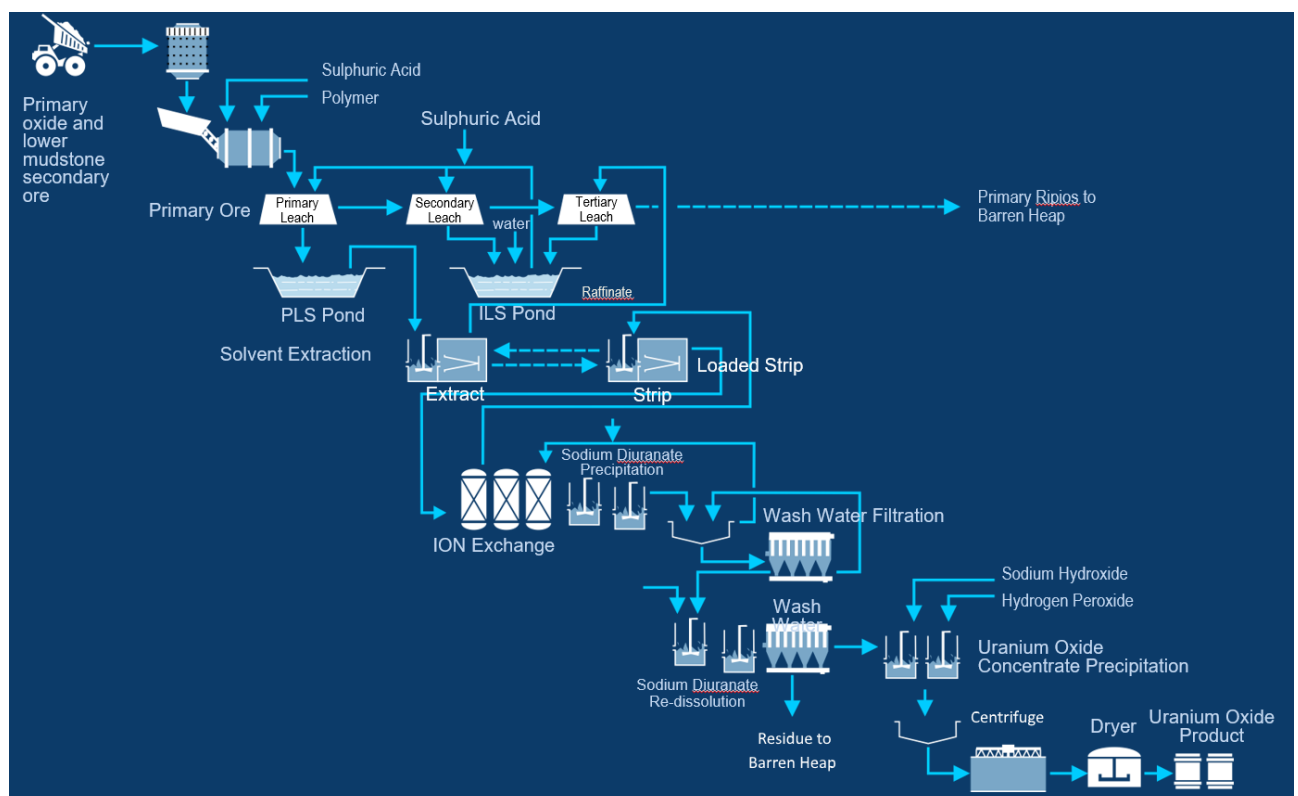 Sulphuric Acid
Polymer
Primary
oxide and
lower
mudstone
secondary
ore
Sulphuric Acid
Primary Ore
Primary
Leach
Secondary
Leach
Tertiary
Leach
water
Primary Ripios to
Barren Heap
PLS Pond
ILS Pond
Raffinate
Solvent Extraction
Extract
Strip
Loaded Strip
Sodium Diuranate
Precipitation
ION Exchange
Wash Water Filtration
Sodium Hydroxide
Hydrogen Peroxide
Wash
Water
Uranium Oxide
Concentrate Precipitation
Sodium Diuranate
Re-dissolution
Residue to
Barren Heap
Centrifuge
Dryer
Uranium Oxide
Product